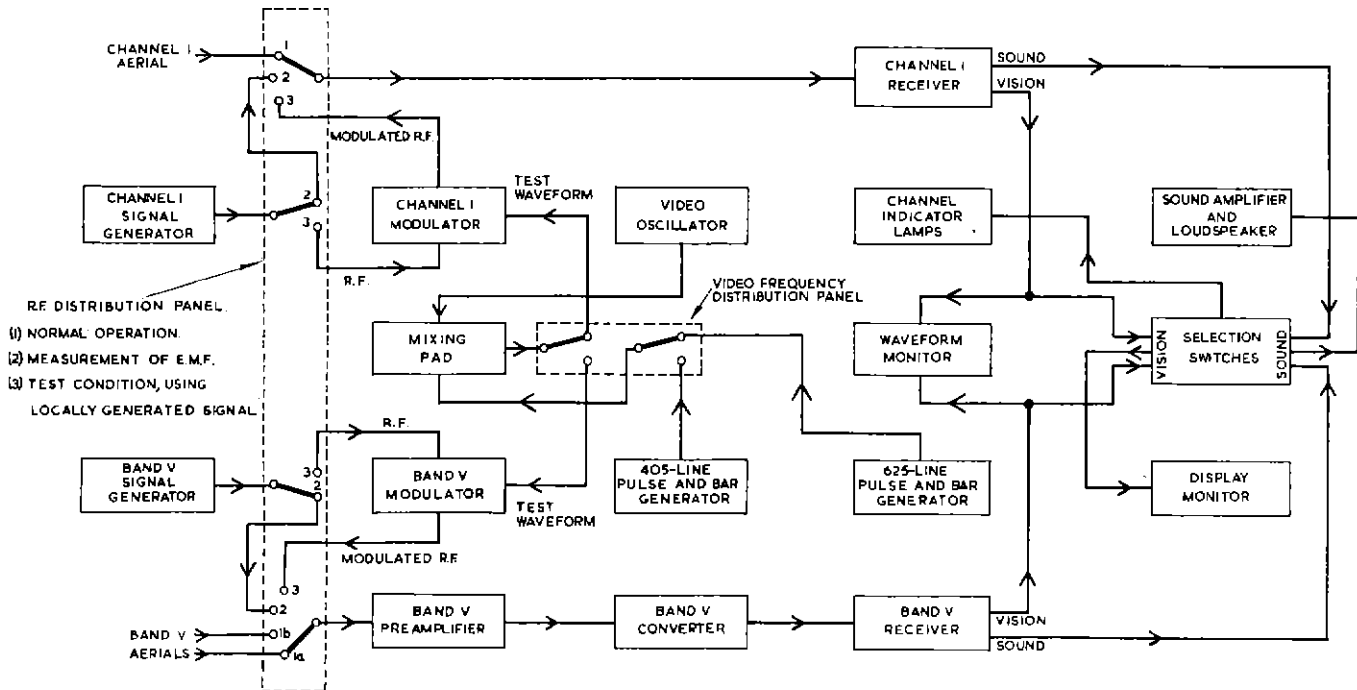 CHANNEL I
AERIAL
1
2
3
MODULATED R.F.
CHANNEL I
RECEIVER
SOUND
VISION
CHANNEL I
SIGNAL
GENERATOR
2
3
R.F.
CHANNEL I
MODULATOR
TEST
WAVEFORM
VIDEO
OSCILLATOR
CHANNEL
INDICATOR
LAMPS
SOUND AMPLIFIER
AND
LOUDSPEAKER
R.F. DISTRIBUTION PANEL.
(1) NORMAL OPERATION.
(2) MEASUREMENT OF E.M.F.
(3) TEST CONDITION, USING
LOCALLY GENERATED SIGNAL.
MIXING
PAD
VIDEO FREQUENCY
DISTRIBUTION PANEL
WAVEFORM
MONITOR
VISION
SELECTION
SWITCHES
SOUND
R.F.
BAND V
SIGNAL
GENERATOR
3
2
BAND V
MODULATOR
TEST
WAVEFORM
405-LINE
PULSE AND BAR
GENERATOR
625-LINE
PULSE AND BAR
GENERATOR
DISPLAY
MONITOR
MODULATED R.F.
3
2
1b
1a
BAND V
AERIALS
BAND V
PREAMPLIFIER
BAND V
CONVERTER
BAND V
RECEIVER
VISION
SOUND